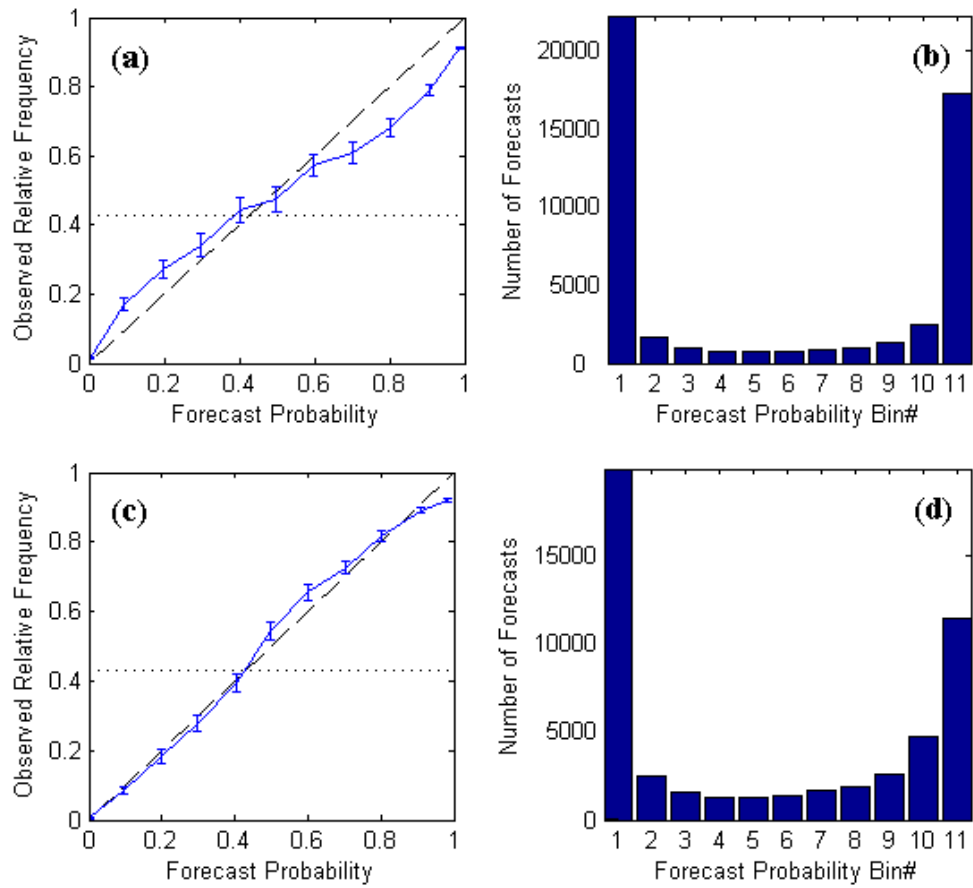 (a)
Observed Relative Frequency
1
0.8
0.6
0.4
0.2
0
0 0.2 0.4 0.6 0.8 1
Forecast Probability
(b)
Number of Forecasts
20000
15000
10000
5000
0
1 2 3 4 5 6 7 8 9 10 11
Forecast Probability Bin#
(c)
Observed Relative Frequency
1
0.8
0.6
0.4
0.2
0
0 0.2 0.4 0.6 0.8 1
Forecast Probability
(d)
Number of Forecasts
15000
10000
5000
0
1 2 3 4 5 6 7 8 9 10 11
Forecast Probability Bin#